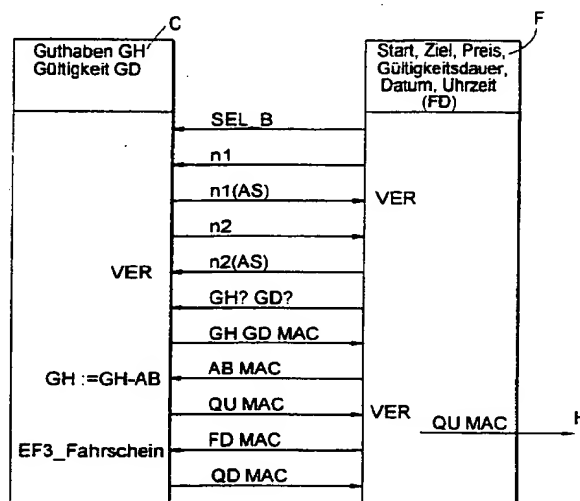 C
F
Guthaben GH
Gültigkeit GD
Start, Ziel, Preis,
Gültigkeitsdauer,
Datum, Uhrzeit
(FD)
SEL_B
n1
n1(AS)
VER
n2
VER
n2(AS)
GH? GD?
GH GD MAC
GH :=GH-AB
AB MAC
QU MAC
VER
QU MAC
H
EF3_Fahrschein
FD MAC
QD MAC